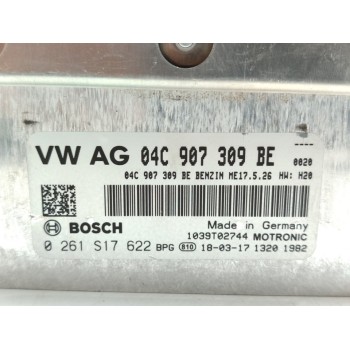 VW AG 04C 907 309 BE 0020
04C 907 309 BE BENZIN ME17.5.26 HW: H20
BOSCH
Made in Germany
1039T02744 MOTRONIC
0 261 S17 622 BPG 810 18-03-17 1320 1982